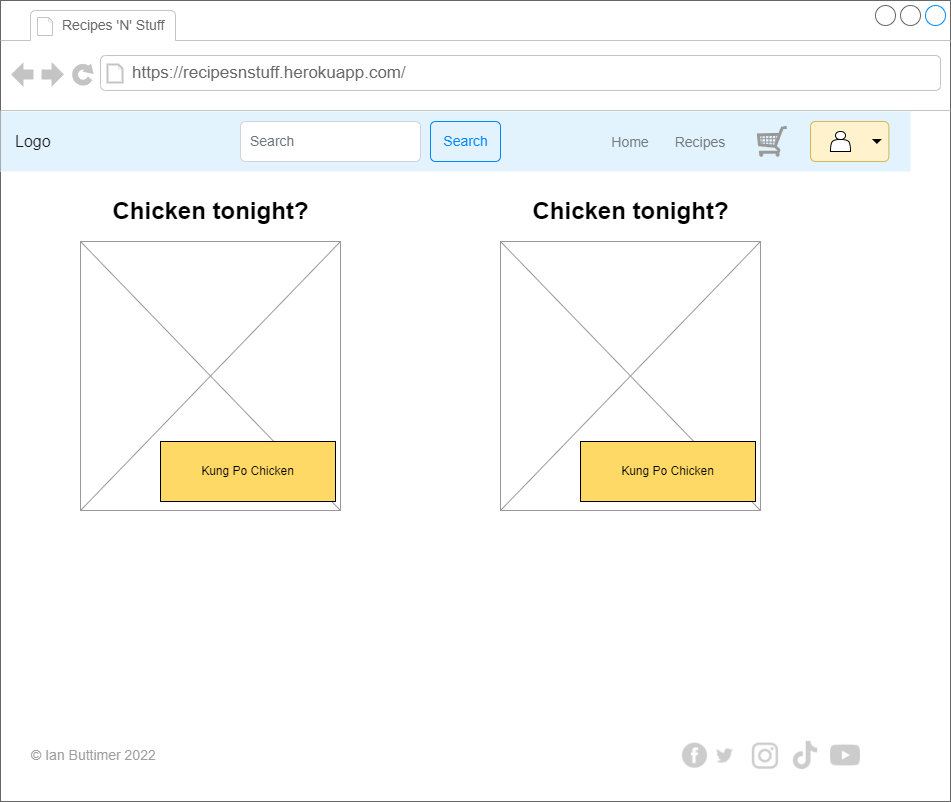 Recipes 'N' Stuff
https://recipesnstuff.herokuapp.com/
Logo
Search
Search
Home
Recipes
Chicken tonight?
Chicken tonight?
Kung Po Chicken
Kung Po Chicken
© Ian Buttimer 2022